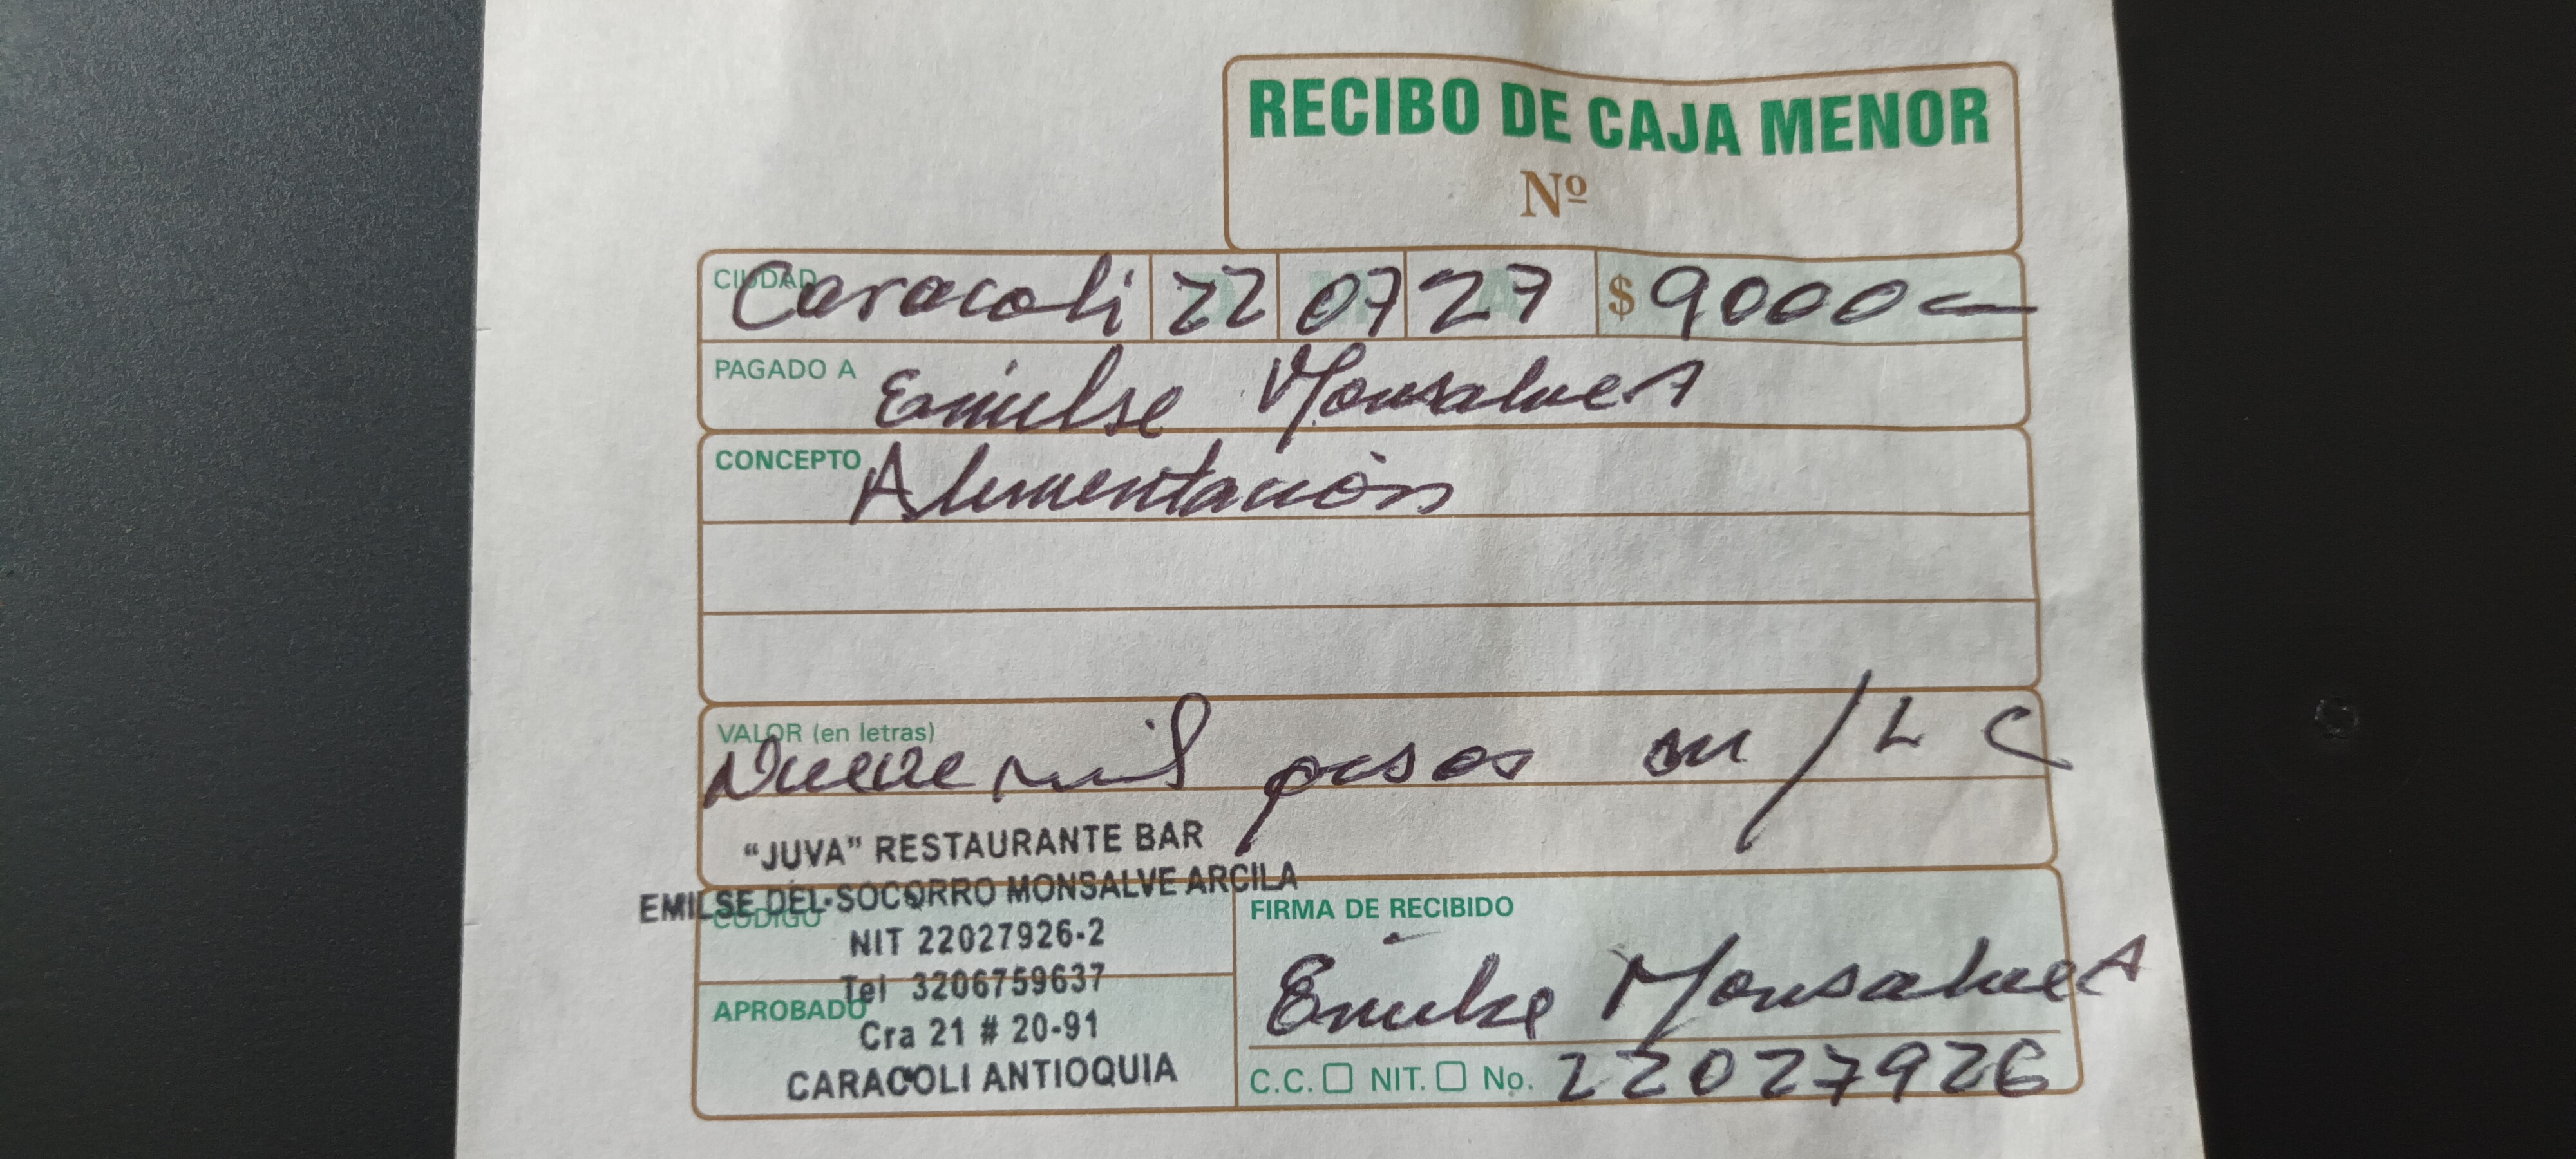 RECIBO DE CAJA MENOR
Nº
CIUDAD Caracoli 22 07 27 $ 9000
PAGADO A Emilse Monsalve A
CONCEPTO Alimentación
VALOR (en letras)
Nueve mil pesos m/LC
"JUVA" RESTAURANTE BAR
EMILSE DEL SOCORRO MONSALVE ARCILA
CODIGO
NIT 22027926-2
Tel 3206759637
APROBADO
Cra 21 # 20-91
CARACOLI ANTIOQUIA
FIRMA DE RECIBIDO
Emilse Monsalve A
C.C. NIT. No. 22027926